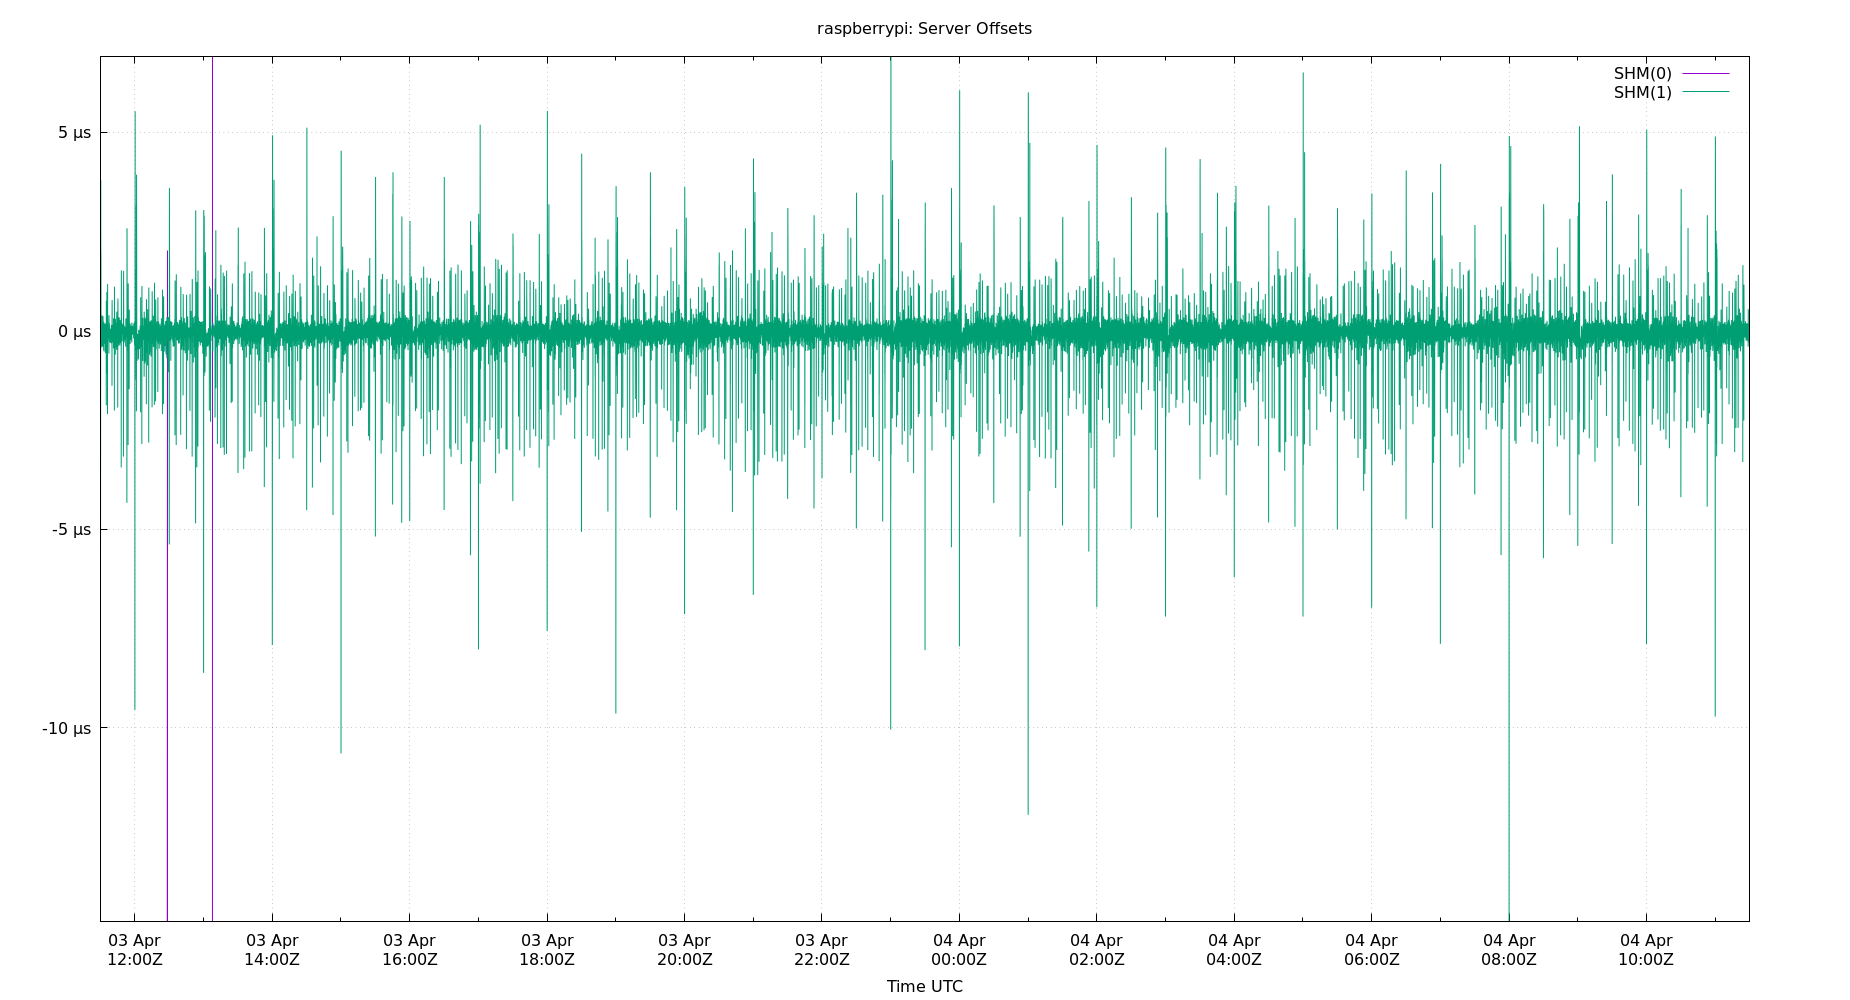 raspberrypi: Server Offsets
SHM(0)
SHM(1)
5 µs
0 µs
-5 µs
-10 µs
03 Apr 03 Apr 03 Apr 03 Apr 03 Apr 03 Apr 04 Apr 04 Apr 04 Apr 04 Apr 04 Apr 04 Apr
12:00Z 14:00Z 16:00Z 18:00Z 20:00Z 22:00Z 00:00Z 02:00Z 04:00Z 06:00Z 08:00Z 10:00Z
Time UTC